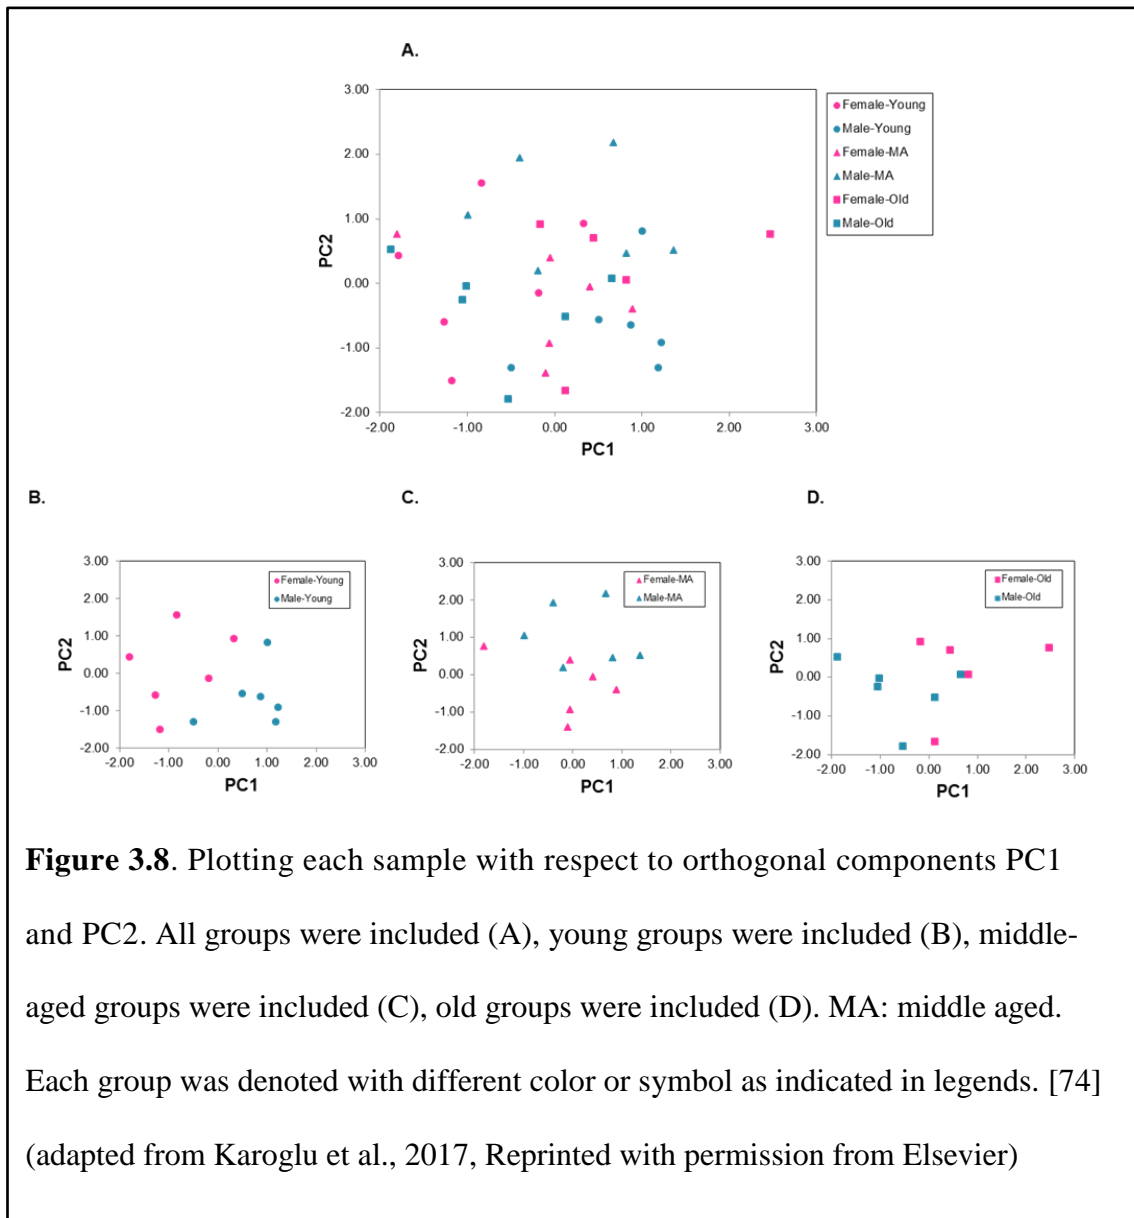 A.
3.00
2.00
1.00
0.00
-1.00
-2.00
PC2
-2.00 -1.00 0.00 1.00 2.00 3.00
PC1
Female-Young
Male-Young
Female-MA
Male-MA
Female-Old
Male-Old
B.
3.00
2.00
1.00
0.00
-1.00
-2.00
PC2
-2.00 -1.00 0.00 1.00 2.00 3.00
PC1
Female-Young
Male-Young
C.
3.00
2.00
1.00
0.00
-1.00
-2.00
PC2
-2.00 -1.00 0.00 1.00 2.00 3.00
PC1
Female-MA
Male-MA
D.
3.00
2.00
1.00
0.00
-1.00
-2.00
PC2
-2.00 -1.00 0.00 1.00 2.00 3.00
PC1
Female-Old
Male-Old
Figure 3.8. Plotting each sample with respect to orthogonal components PC1
and PC2. All groups were included (A), young groups were included (B), middle-
aged groups were included (C), old groups were included (D). MA: middle aged.
Each group was denoted with different color or symbol as indicated in legends. [74]
(adapted from Karoglu et al., 2017, Reprinted with permission from Elsevier)